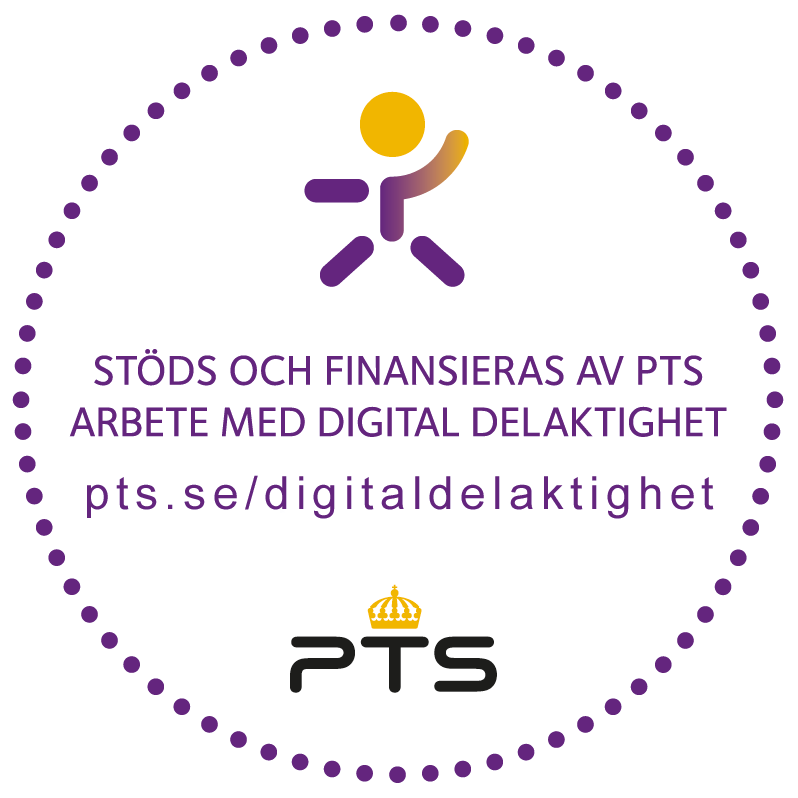 STÖDS OCH FINANSIERAS AV PTS
ARBETE MED DIGITAL DELAKTIGHET
pts.se/digitaldelaktighet
PTS